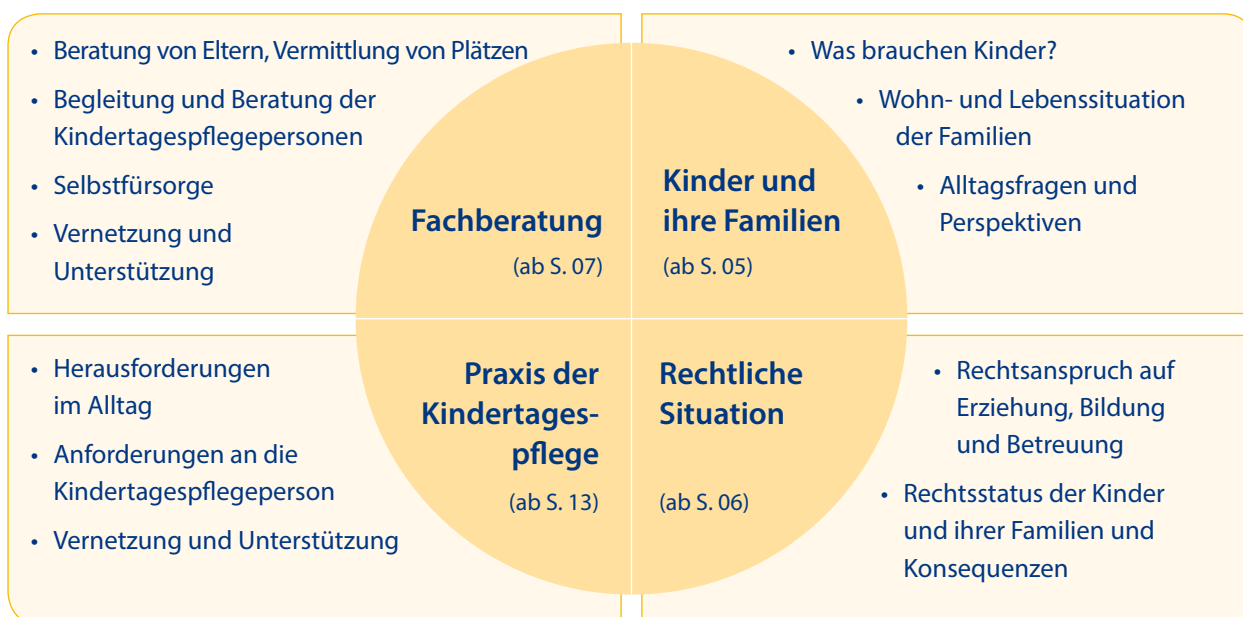 • Beratung von Eltern, Vermittlung von Plätzen
• Begleitung und Beratung der
Kindertagespflegepersonen
• Selbstfürsorge
• Vernetzung und
Unterstützung
Fachberatung
(ab S. 07)
• Was brauchen Kinder?
• Wohn- und Lebenssituation
der Familien
• Alltagsfragen und
Perspektiven
Kinder und
ihre Familien
(ab S. 05)
• Herausforderungen
im Alltag
• Anforderungen an die
Kindertagespflegeperson
• Vernetzung und Unterstützung
Praxis der
Kindertages-
pflege
(ab S. 13)
Rechtliche
Situation
(ab S. 06)
• Rechtsanspruch auf
Erziehung, Bildung
und Betreuung
• Rechtsstatus der Kinder
und ihrer Familien und
Konsequenzen